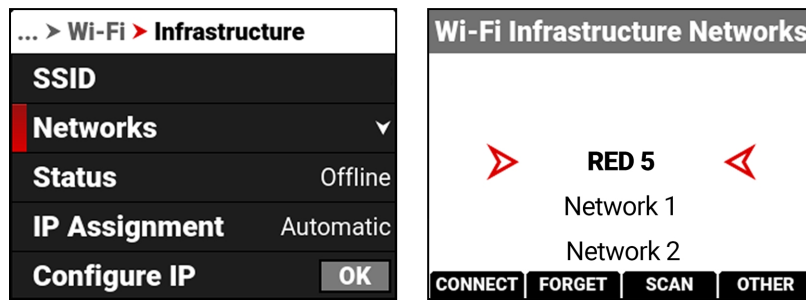 ... > Wi-Fi > Infrastructure
SSID
Networks
Status Offline
IP Assignment Automatic
Configure IP OK
Wi-Fi Infrastructure Networks
RED 5
Network 1
Network 2
CONNECT FORGET SCAN OTHER